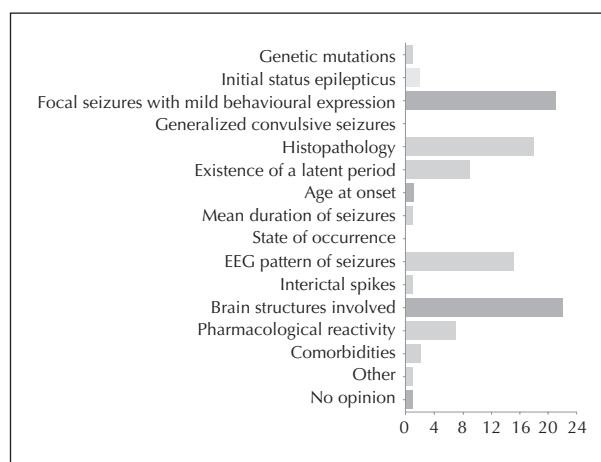 Genetic mutations
Initial status epilepticus
Focal seizures with mild behavioural expression
Generalized convulsive seizures
Histopathology
Existence of a latent period
Age at onset
Mean duration of seizures
State of occurrence
EEG pattern of seizures
Interictal spikes
Brain structures involved
Pharmacological reactivity
Comorbidities
Other
No opinion
0 4 8 12 16 20 24